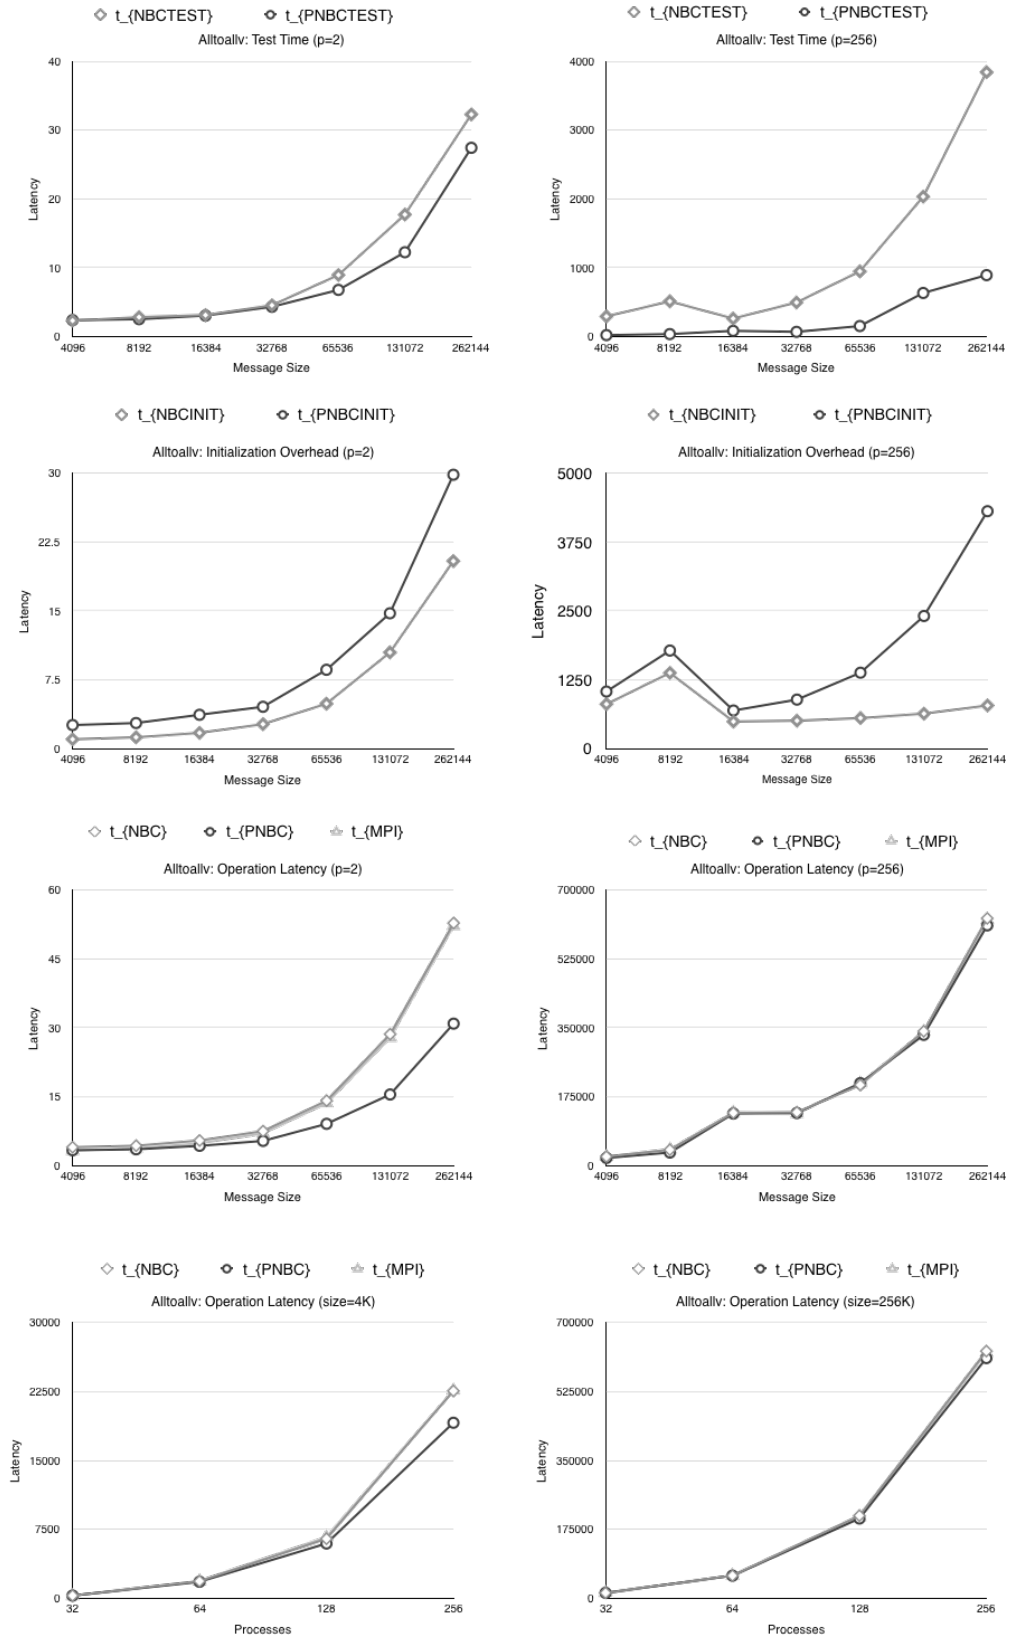 t_{NBCTEST} t_{PNBCTEST}
Alltoallv: Test Time (p=2)
40
30
20
10
0
Latency
4096 8192 16384 32768 65536 131072 262144
Message Size
t_{NBCTEST} t_{PNBCTEST}
Alltoallv: Test Time (p=256)
4000
3000
2000
1000
0
Latency
4096 8192 16384 32768 65536 131072 262144
Message Size
t_{NBCINIT} t_{PNBCINIT}
Alltoallv: Initialization Overhead (p=2)
30
22.5
15
7.5
0
Latency
4096 8192 16384 32768 65536 131072 262144
Message Size
t_{NBCINIT} t_{PNBCINIT}
Alltoallv: Initialization Overhead (p=256)
5000
3750
2500
1250
0
Latency
4096 8192 16384 32768 65536 131072 262144
Message Size
t_{NBC} t_{PNBC} t_{MPI}
Alltoallv: Operation Latency (p=2)
60
45
30
15
0
Latency
4096 8192 16384 32768 65536 131072 262144
Message Size
t_{NBC} t_{PNBC} t_{MPI}
Alltoallv: Operation Latency (p=256)
700000
525000
350000
175000
0
Latency
4096 8192 16384 32768 65536 131072 262144
Message Size
t_{NBC} t_{PNBC} t_{MPI}
Alltoallv: Operation Latency (size=4K)
30000
22500
15000
7500
0
Latency
32 64 128 256
Processes
t_{NBC} t_{PNBC} t_{MPI}
Alltoallv: Operation Latency (size=256K)
700000
525000
350000
175000
0
Latency
32 64 128 256
Processes